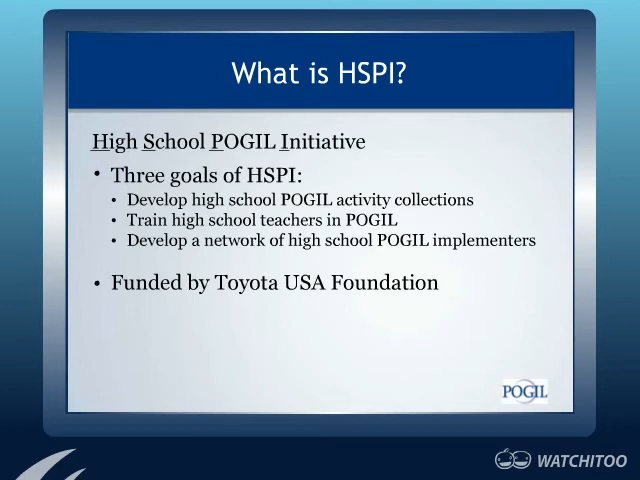 What is HSPI?
High School POGIL Initiative
• Three goals of HSPI:
• Develop high school POGIL activity collections
• Train high school teachers in POGIL
• Develop a network of high school POGIL implementers
• Funded by Toyota USA Foundation
POGIL
WATCHITOO